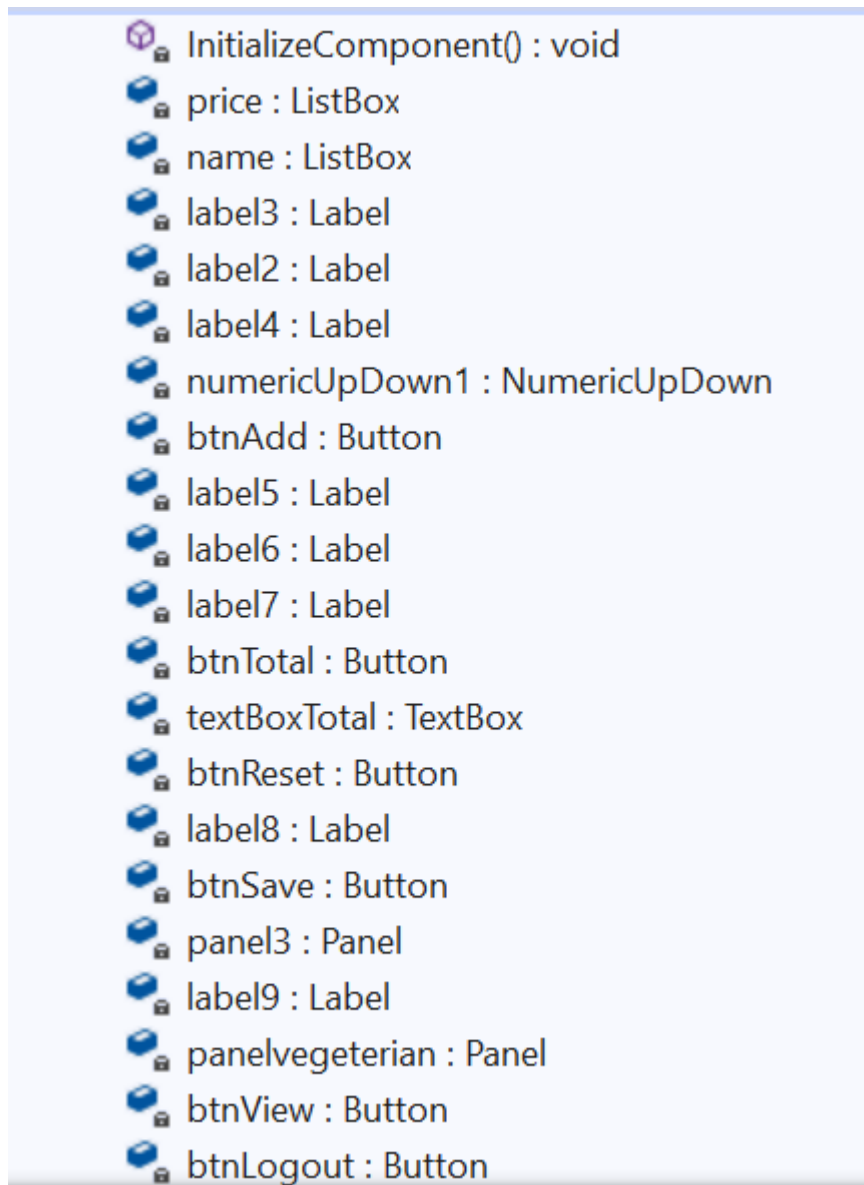 InitializeComponent() : void
price : ListBox
name : ListBox
label3 : Label
label2 : Label
label4 : Label
numericUpDown1 : NumericUpDown
btnAdd : Button
label5 : Label
label6 : Label
label7 : Label
btnTotal : Button
textBoxTotal : TextBox
btnReset : Button
label8 : Label
btnSave : Button
panel3 : Panel
label9 : Label
panelvegeterian : Panel
btnView : Button
btnLogout : Button